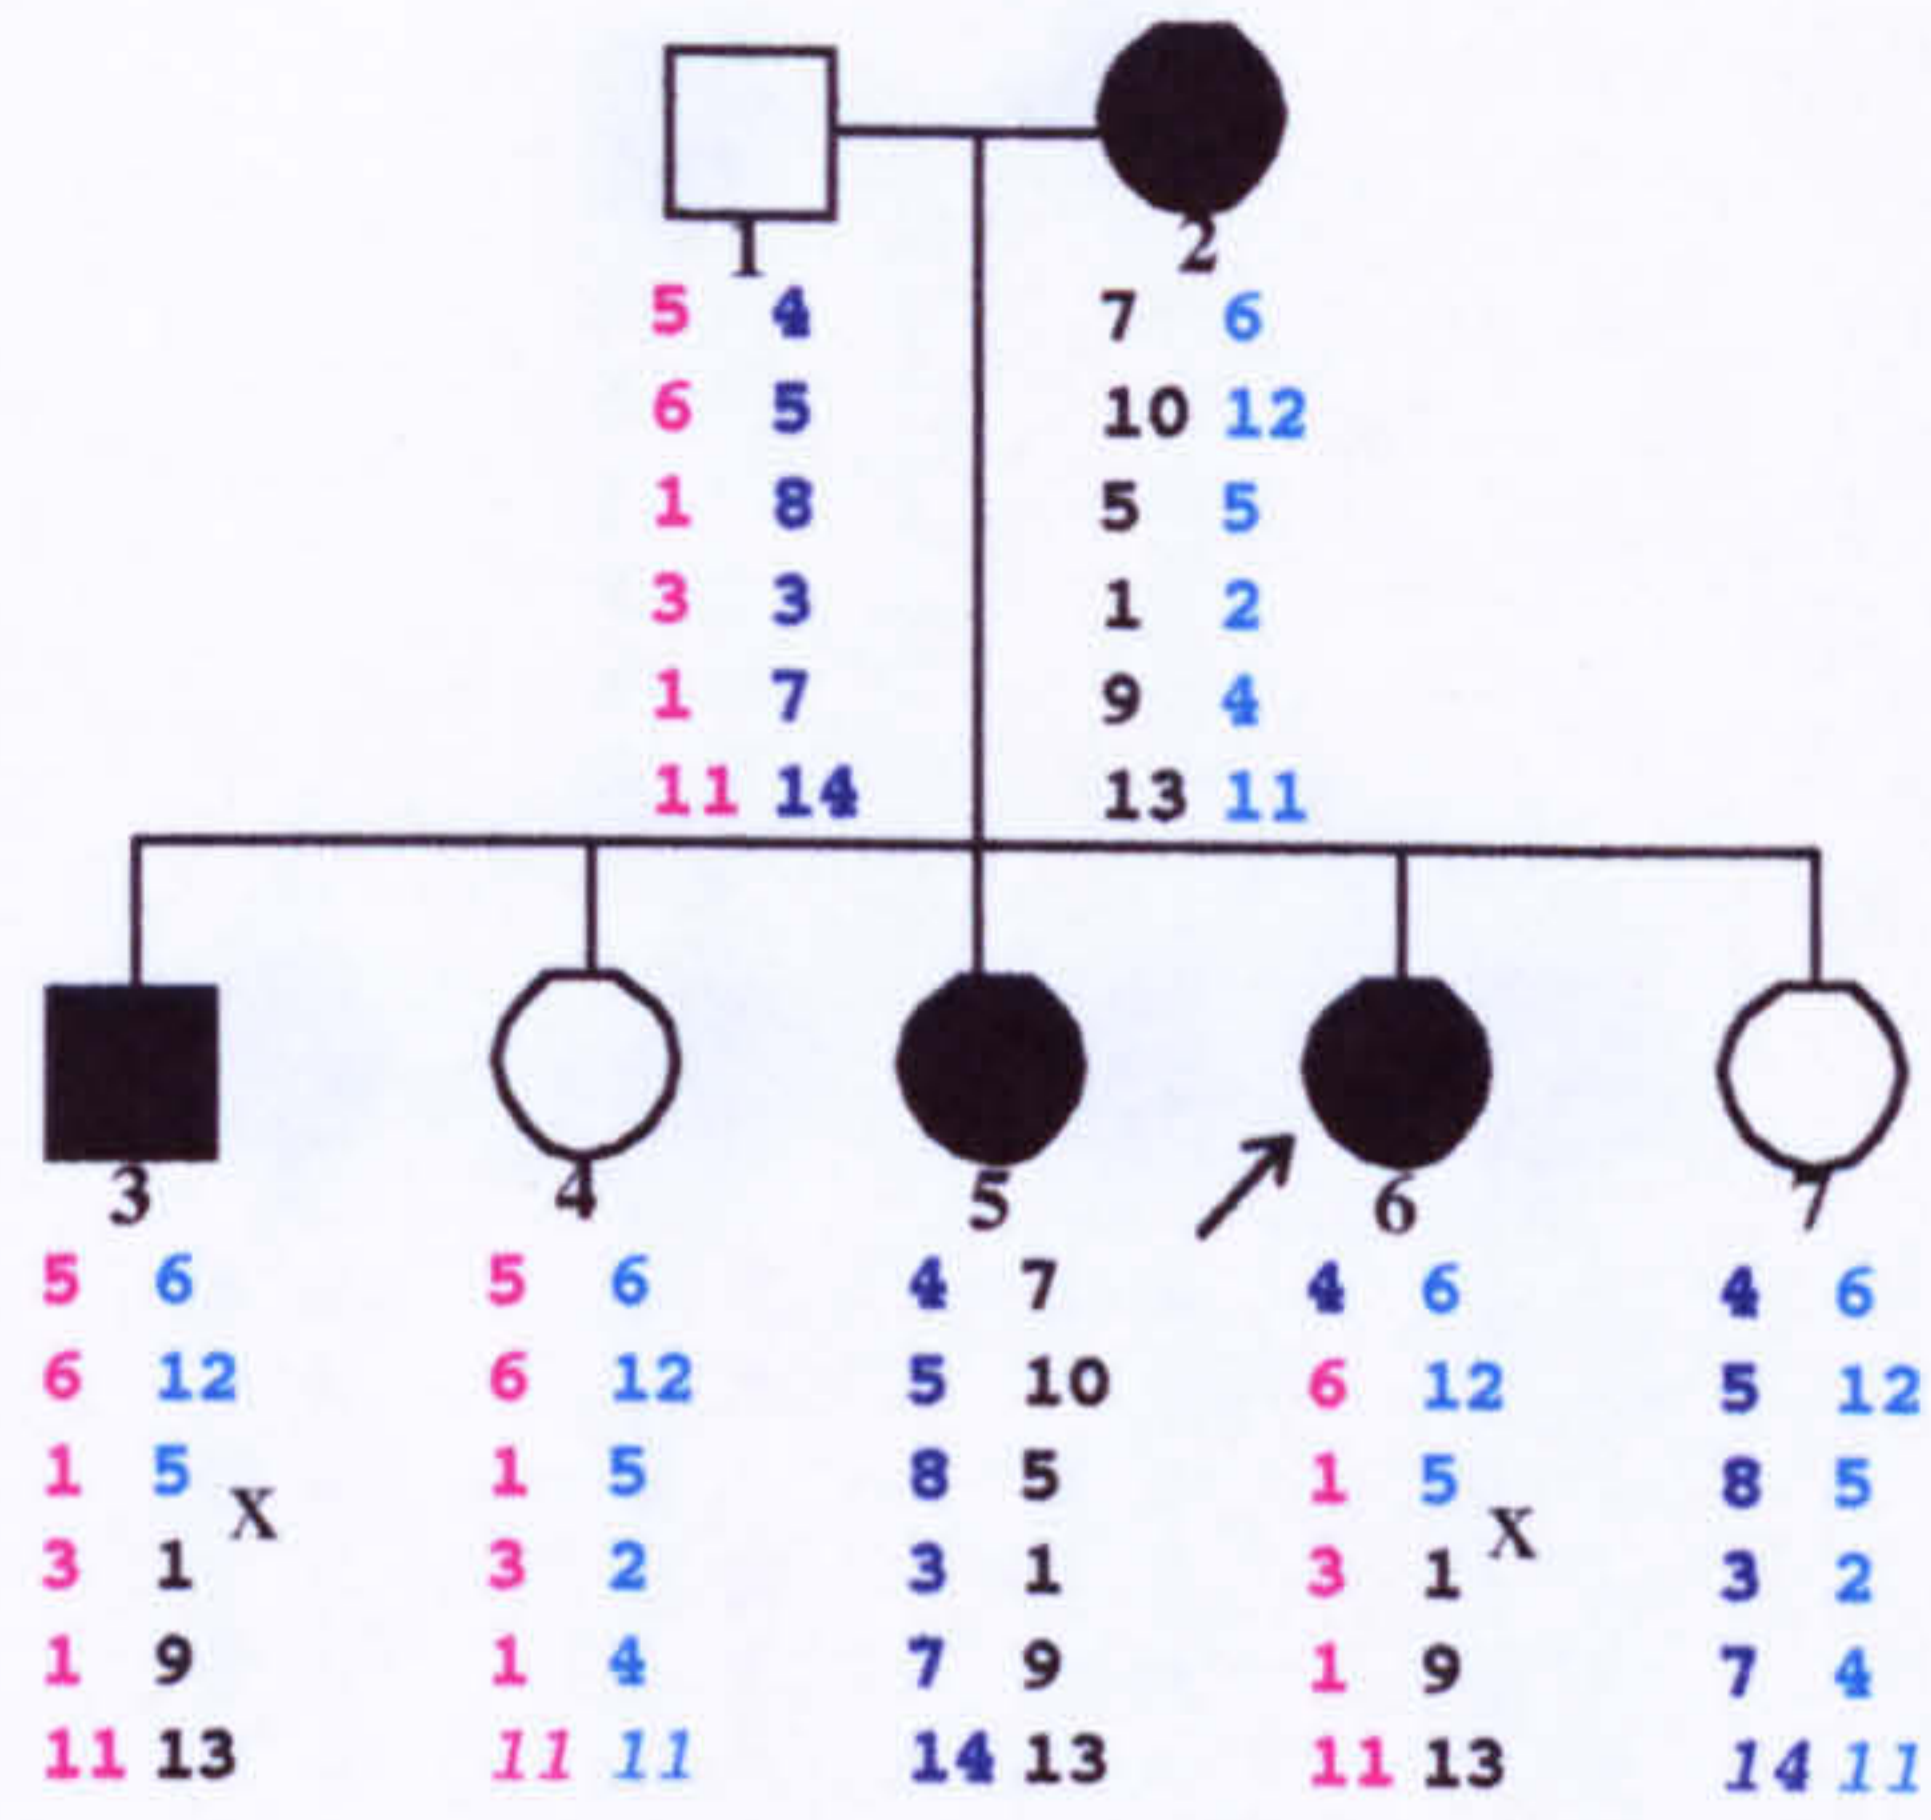 1 2
5 4 7 6
6 5 10 12
1 8 5 5
3 3 1 2
1 7 9 4
11 14 13 11
3 4 5 6 7
5 6 5 6 4 7 4 6 4 6
6 12 6 12 5 10 6 12 5 12
1 5 X 1 5 8 5 1 5 X 8 5
3 1 3 2 3 1 3 1 3 2
1 9 1 4 7 9 1 9 7 4
11 13 11 11 14 13 11 13 14 11